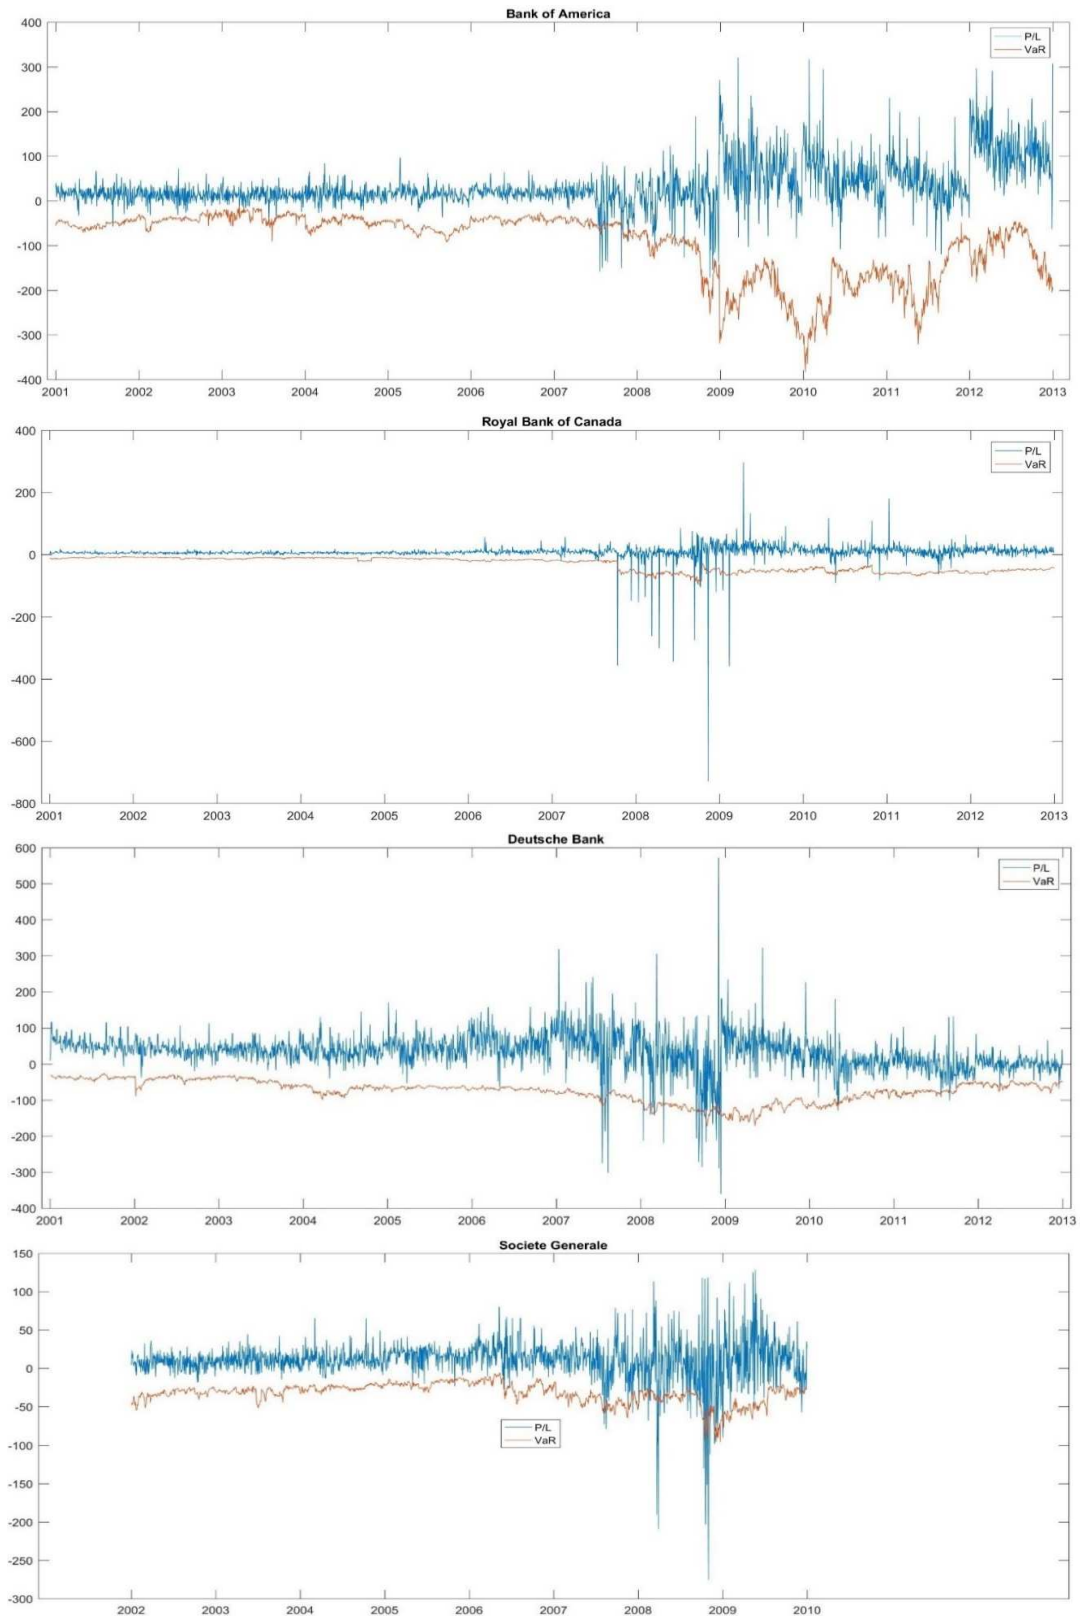 Bank of America
P/L
VaR
400
300
200
100
0
-100
-200
-300
-400
2001 2002 2003 2004 2005 2006 2007 2008 2009 2010 2011 2012 2013
Royal Bank of Canada
P/L
VaR
400
200
0
-200
-400
-600
-800
2001 2002 2003 2004 2005 2006 2007 2008 2009 2010 2011 2012 2013
Deutsche Bank
P/L
VaR
600
500
400
300
200
100
0
-100
-200
-300
-400
2001 2002 2003 2004 2005 2006 2007 2008 2009 2010 2011 2012 2013
Societe Generale
150
100
50
0
-50
P/L
VaR
-100
-150
-200
-250
-300
2002 2003 2004 2005 2006 2007 2008 2009 2010